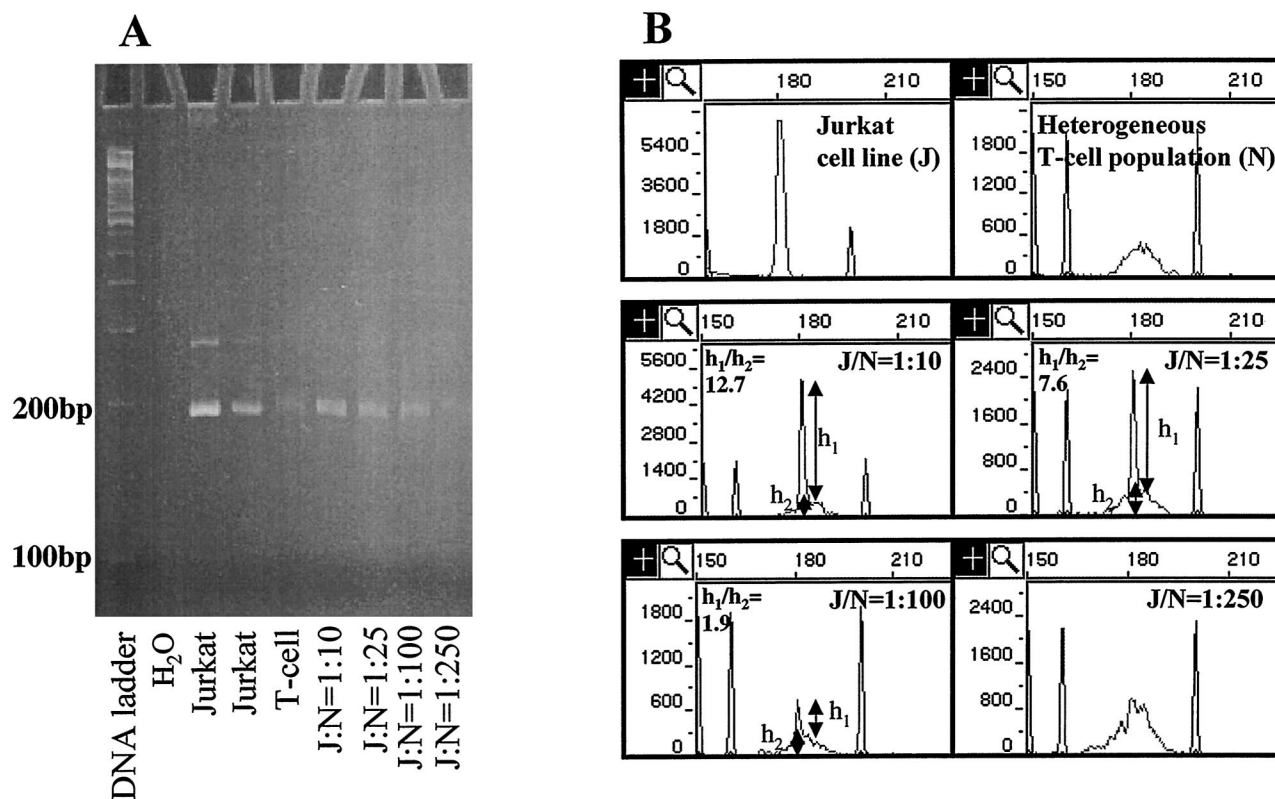 A
200bp
100bp
DNA ladder
H₂O
Jurkat
Jurkat
T-cell
J:N=1:10
J:N=1:25
J:N=1:100
J:N=1:250
B
180 210
5400
3600
1800
0
Jurkat
cell line (J)
150 180 210
1800
1200
600
0
Heterogeneous
T-cell population (N)
150 180 210
5600
4200
2800
1400
0
h₁/h₂=
12.7
J/N=1:10
h₁
h₂
150 180 210
2400
1600
800
0
h₁/h₂=
7.6
J/N=1:25
h₁
h₂
150 180 210
1800
1200
600
0
h₁/h₂=
1.9
J/N=1:100
h₁
h₂
150 180 210
2400
1600
800
0
J/N=1:250